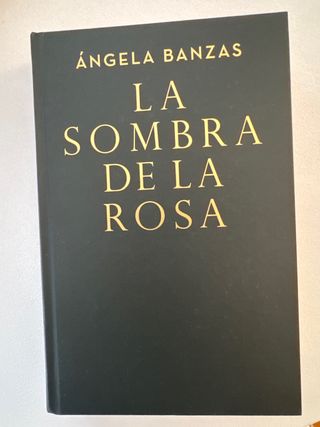 ÁNGELA BANZAS
LA
SOMBRA
DE LA
ROSA